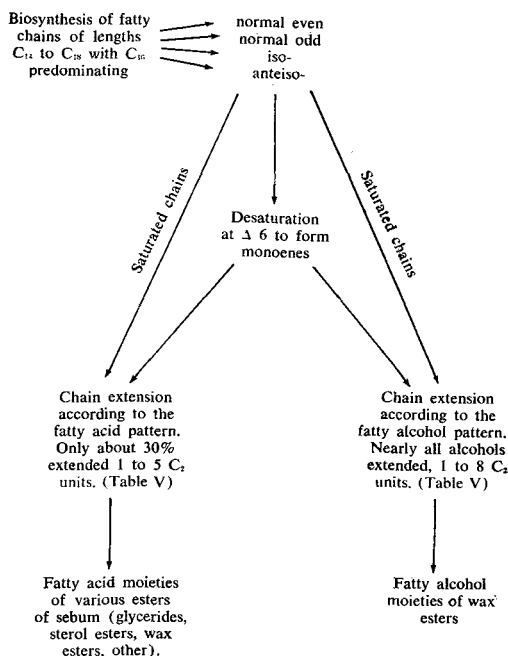 Biosynthesis of fatty
chains of lengths
C₁₄ to C₁₈ with C₁₆
predominating
normal even
normal odd
iso-
anteiso-
Saturated chains
Saturated chains
Desaturation
at Δ 6 to form
monoenes
Chain extension
according to the
fatty acid pattern.
Only about 30%
extended 1 to 5 C₂
units. (Table V)
Chain extension
according to the
fatty alcohol pattern.
Nearly all alcohols
extended, 1 to 8 C₂
units. (Table V)
Fatty acid moieties
of various esters
of sebum (glycerides,
sterol esters, wax
esters, other).
Fatty alcohol
moieties of wax
esters